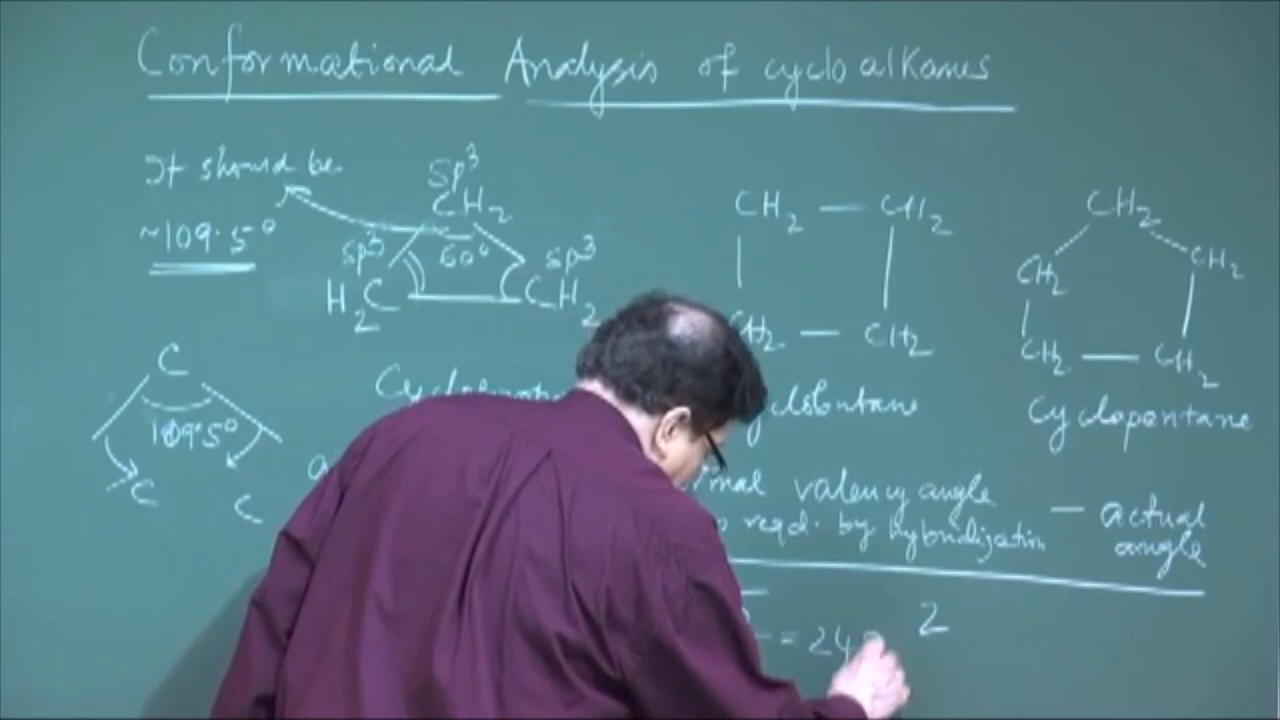 Conformational Analysis of cycloalkanes
It should be
~109.5°
sp³
CH₂
sp³ 60° sp³
H₂C CH₂
CH₂ — CH₂
CH₂ — CH₂
CH₂
CH₂ CH₂
CH₂ — CH₂
C
109.5°
C C
Cyclopentane
valency angle — actual
reqd. by hybridization angle
2
= 24